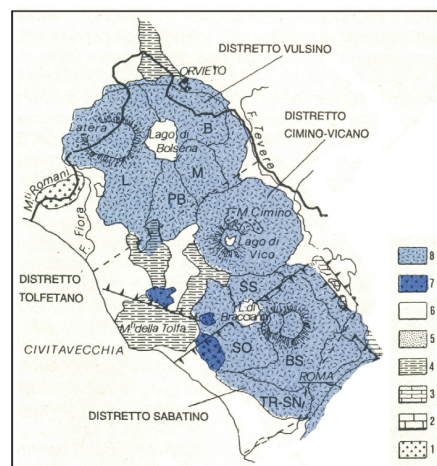 DISTRETTO VULSINO
ORVIETO
DISTRETTO
CIMINO-VICANO
Latera
Lago di
Bolsena
B
F. Tevere
M
L
PB
Mti Romani
F. Fiora
M. Cimino
Lago di
Vico
DISTRETTO
TOLFETANO
SS
L. di
Bracciano
Mti della Tolfa
CIVITAVECCHIA
SO
BS
ROMA
TR-SN
DISTRETTO SABATINO
8
7
6
5
4
3
2
1